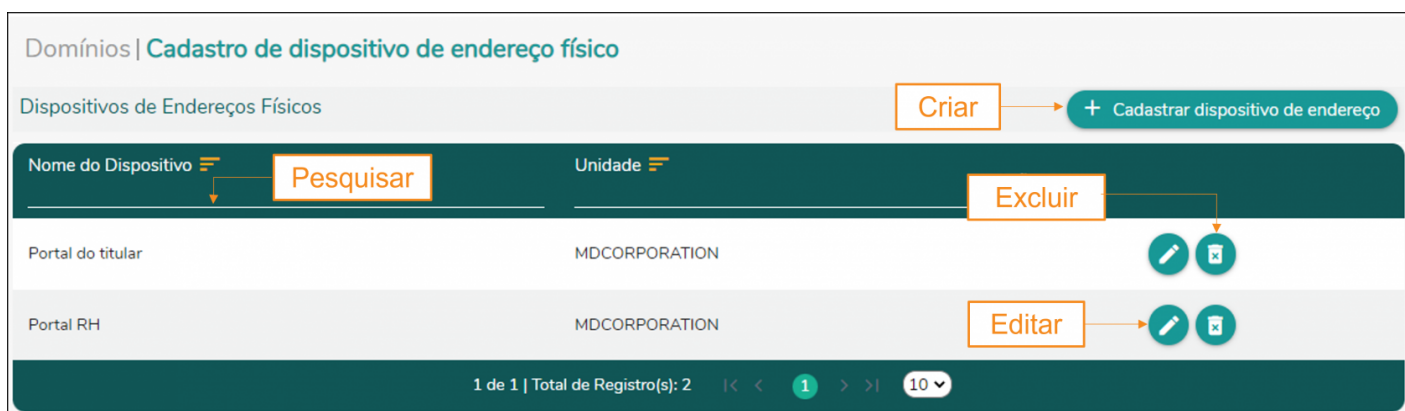 Domínios | Cadastro de dispositivo de endereço físico
Dispositivos de Endereços Físicos
Criar
+ Cadastrar dispositivo de endereço
Nome do Dispositivo
Pesquisar
Unidade
Excluir
Portal do titular MDCORPORATION
Portal RH MDCORPORATION
Editar
1 de 1 | Total de Registro(s): 2 |< < 1 > >| 10